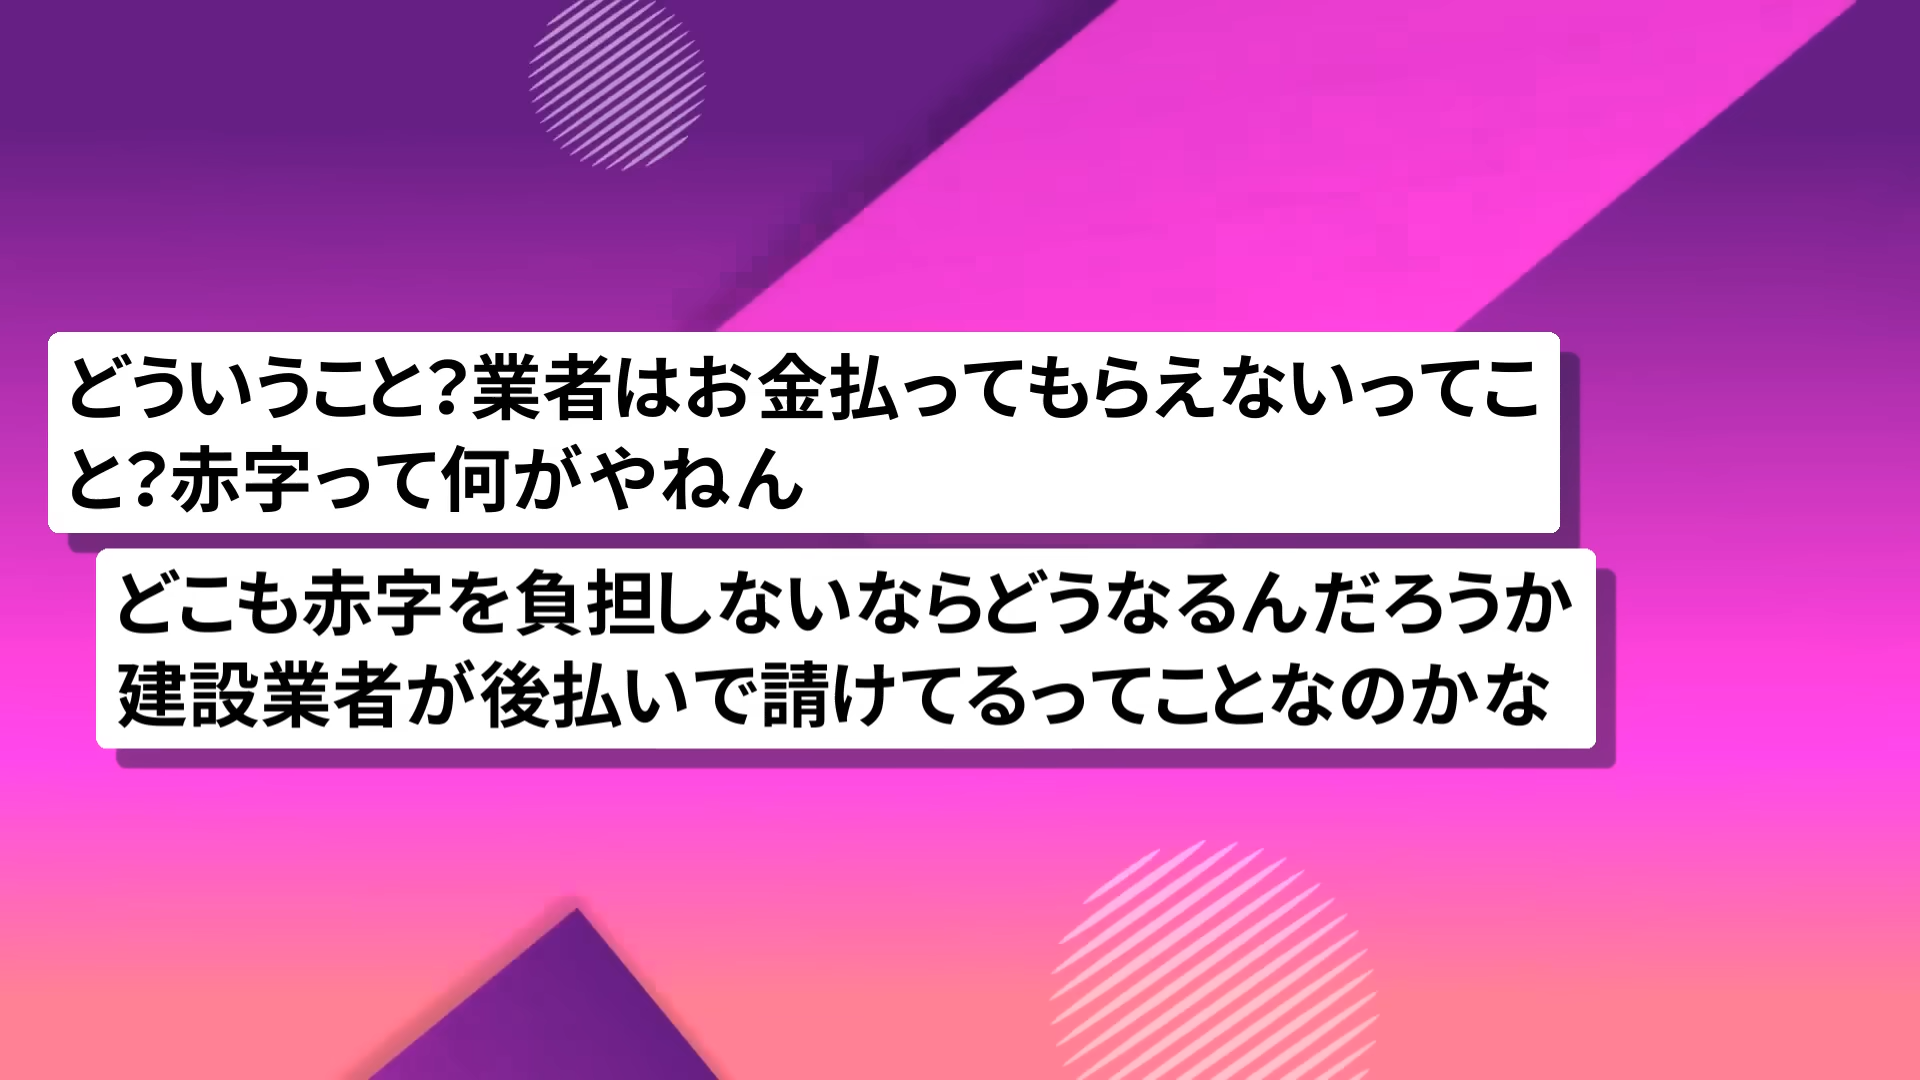 どういうこと？業者はお金払ってもらえないってこ
と？赤字って何がやねん
どこも赤字を負担しないならどうなるんだろうか
建設業者が後払いで請けてるってことなのかな